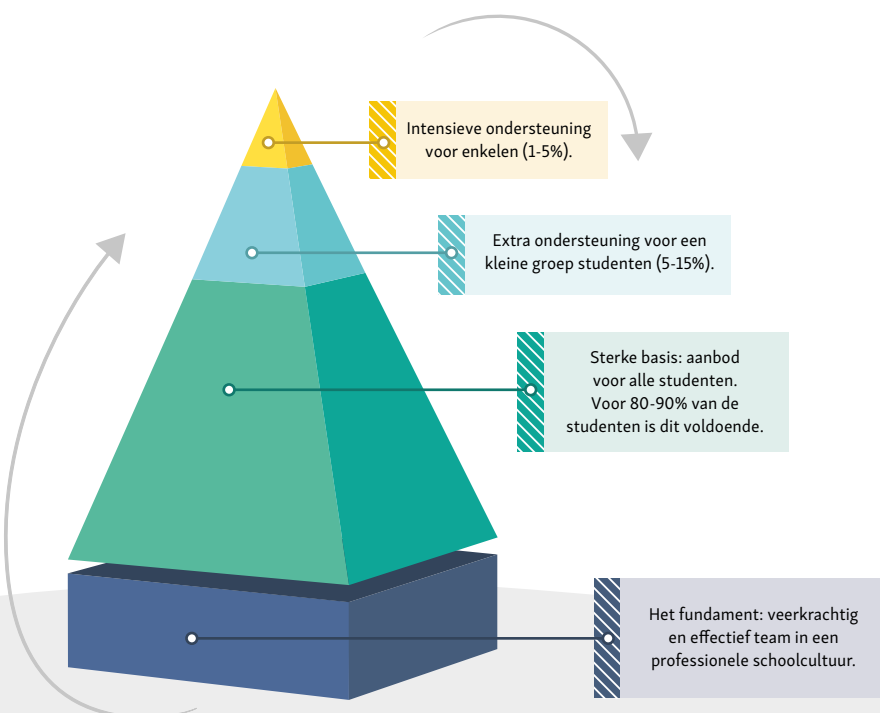 Intensieve ondersteuning
voor enkelen (1-5%).
Extra ondersteuning voor een
kleine groep studenten (5-15%).
Sterke basis: aanbod
voor alle studenten.
Voor 80-90% van de
studenten is dit voldoende.
Het fundament: veerkrachtig
en effectief team in een
professionele schoolcultuur.